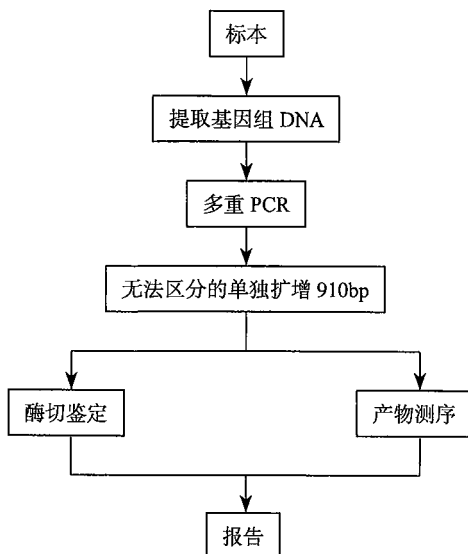 标本
提取基因组 DNA
多重 PCR
无法区分的单独扩增 910bp
酶切鉴定
产物测序
报告